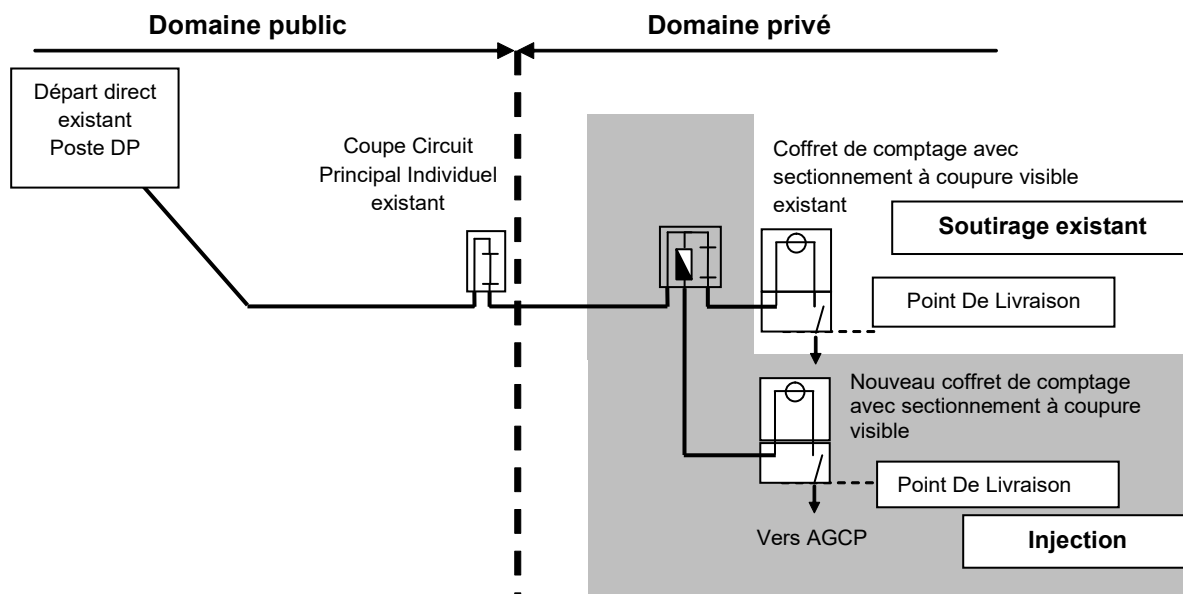 Domaine public
Domaine privé
Départ direct
existant
Poste DP
Coupe Circuit
Principal Individuel
existant
Coffret de comptage avec
sectionnement à coupure visible
existant
Soutirage existant
Point De Livraison
Nouveau coffret de comptage
avec sectionnement à coupure
visible
Point De Livraison
Vers AGCP
Injection